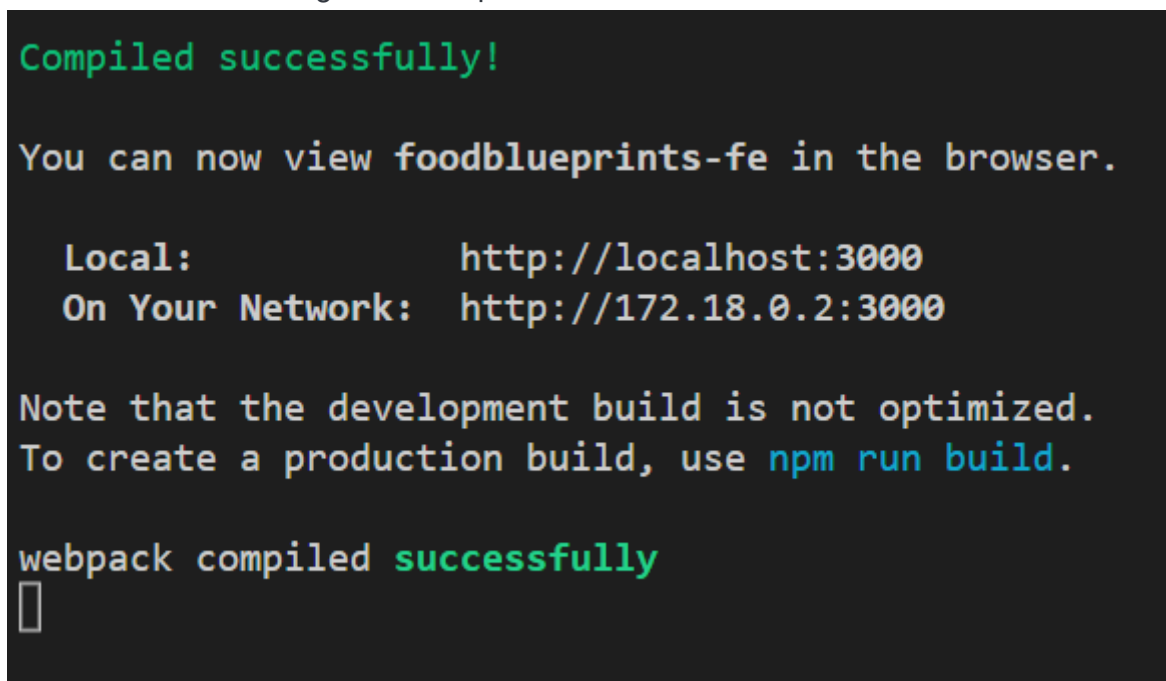 Compiled successfully!
You can now view foodblueprints-fe in the browser.
Local: http://localhost:3000
On Your Network: http://172.18.0.2:3000
Note that the development build is not optimized.
To create a production build, use npm run build.
webpack compiled successfully